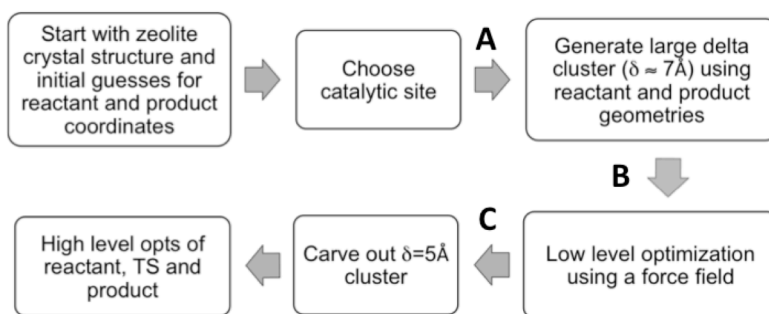 Start with zeolite
crystal structure and
initial guesses for
reactant and product
coordinates
Choose
catalytic site
A
Generate large delta
cluster (δ ≈ 7Å) using
reactant and product
geometries
B
Low level optimization
using a force field
C
Carve out δ=5Å
cluster
High level opts of
reactant, TS and
product